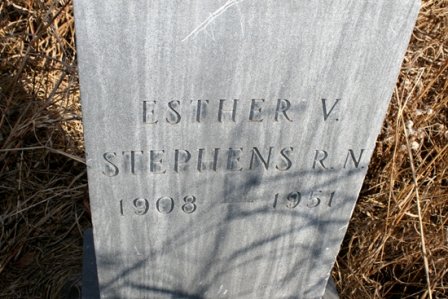 ESTHER V.
STEPHENS R.N.
1908 — 1951